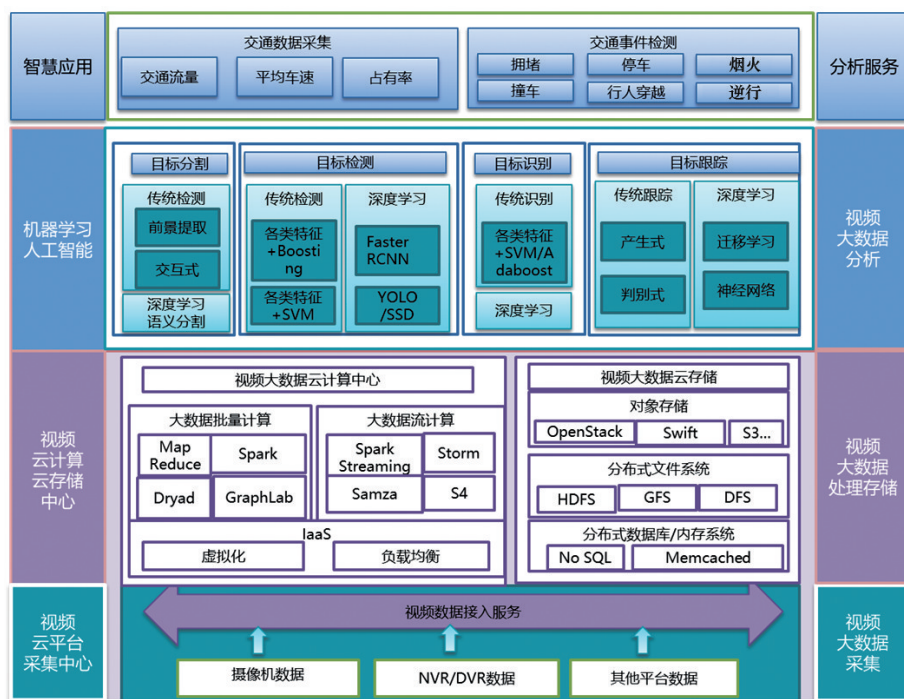 智慧应用
交通数据采集
交通流量
平均车速
占有率
交通事件检测
拥堵
停车
烟火
撞车
行人穿越
逆行
分析服务
机器学习
人工智能
目标分割
传统检测
前景提取
交互式
深度学习
语义分割
目标检测
传统检测
各类特征
+Boosti
ng
各类特征
+SVM
深度学习
Faster
RCNN
YOLO
/SSD
目标识别
传统识别
各类特征
+SVM/A
daboost
深度学习
目标跟踪
传统跟踪
产生式
判别式
深度学习
迁移学习
神经网络
视频
大数据
分析
视频
云计算
云存储
中心
视频大数据云计算中心
大数据批量计算
Map
Reduce
Spark
Dryad
GraphLab
大数据流计算
Spark
Streaming
Storm
Samza
S4
IaaS
虚拟化
负载均衡
视频大数据云存储
对象存储
OpenStack
Swift
S3...
分布式文件系统
HDFS
GFS
DFS
分布式数据库/内存系统
No SQL
Memcached
视频
大数据
处理存储
视频
云平台
采集中心
视频数据接入服务
摄像机数据
NVR/DVR数据
其他平台数据
视频
大数据
采集